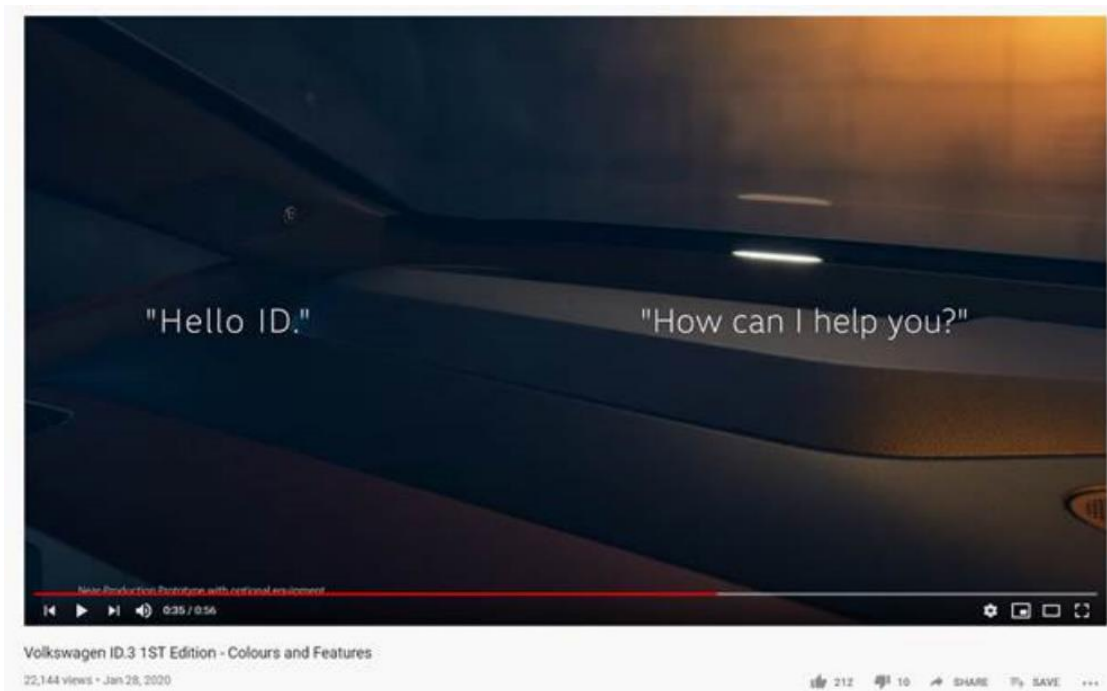 "Hello ID."
"How can I help you?"
Near Production Prototype with optional equipment
0:35 / 0:56
Volkswagen ID.3 1ST Edition - Colours and Features
22,144 views • Jan 28, 2020
212 10 SHARE SAVE